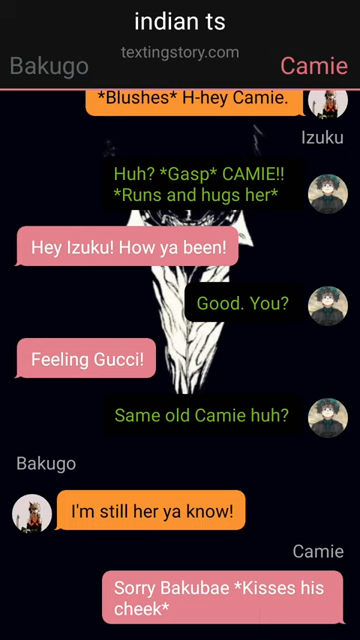 indian ts
textingstory.com
Bakugo
Camie
*Blushes* H-hey Camie.
Izuku
Huh? *Gasp* CAMIE!!
*Runs and hugs her*
Hey Izuku! How ya been!
Good. You?
Feeling Gucci!
Same old Camie huh?
Bakugo
I'm still her ya know!
Camie
Sorry Bakubae *Kisses his
cheek*